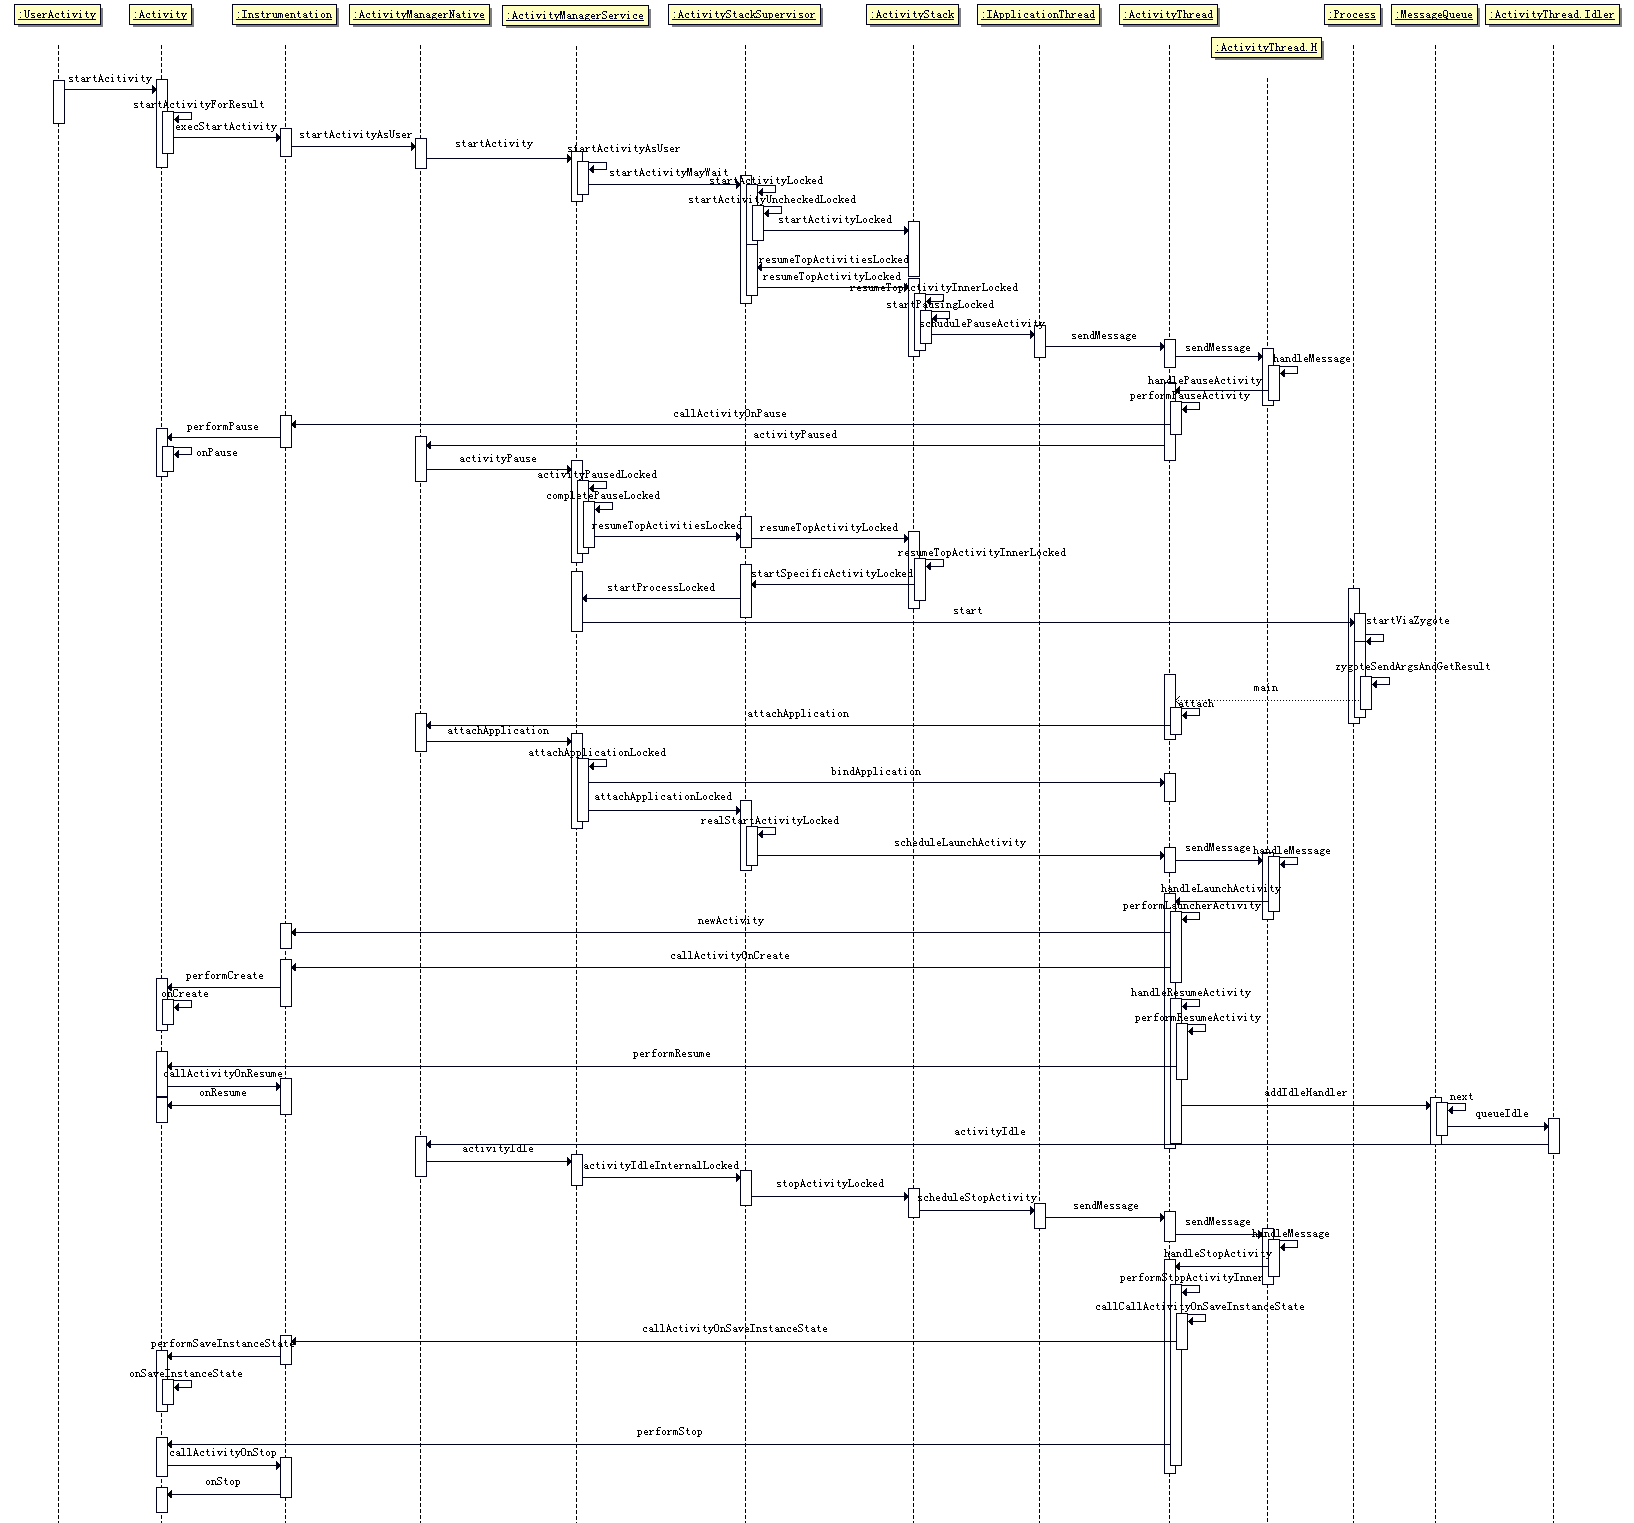 :UserActivity
:Activity
:Instrumentation
:ActivityManagerNative
:ActivityManagerService
:ActivityStackSupervisor
:ActivityStack
:IApplicationThread
:ActivityThread
:Process
:MessageQueue
:ActivityThread.Idler
:ActivityThread.H
startAcitivity
startActivityForResult
execStartActivity
startActivityAsUser
startActivity
startActivityAsUser
startActivityMayWait
startActivityLocked
startActivityUncheckedLocked
startActivityLocked
resumeTopActivitiesLocked
resumeTopActivityLocked
resumeTopActivityInnerLocked
startPausingLocked
schudulePauseActivity
sendMessage
sendMessage
handleMessage
handlePauseActivity
performPauseActivity
callActivityOnPause
performPause
activityPaused
onPause
activityPause
activityPausedLocked
completePauseLocked
resumeTopActivitiesLocked
resumeTopActivityLocked
resumeTopActivityInnerLocked
startSpecificActivityLocked
startProcessLocked
start
startViaZygote
zygoteSendArgsAndGetResult
main
attach
attachApplication
attachApplication
attachApplicationLocked
bindApplication
attachApplicationLocked
realStartActivityLocked
scheduleLaunchActivity
sendMessage
handleMessage
handleLaunchActivity
performLauncherActivity
newActivity
callActivityOnCreate
performCreate
onCreate
handleResumeActivity
performResumeActivity
performResume
callActivityOnResume
onResume
addIdleHandler
next
queueIdle
activityIdle
activityIdle
activityIdleInternalLocked
stopActivityLocked
scheduleStopActivity
sendMessage
sendMessage
handleMessage
handleStopActivity
performStopActivityInner
callCallActivityOnSaveInstanceState
callActivityOnSaveInstanceState
performSaveInstanceState
onSaveInstanceState
performStop
callActivityOnStop
onStop